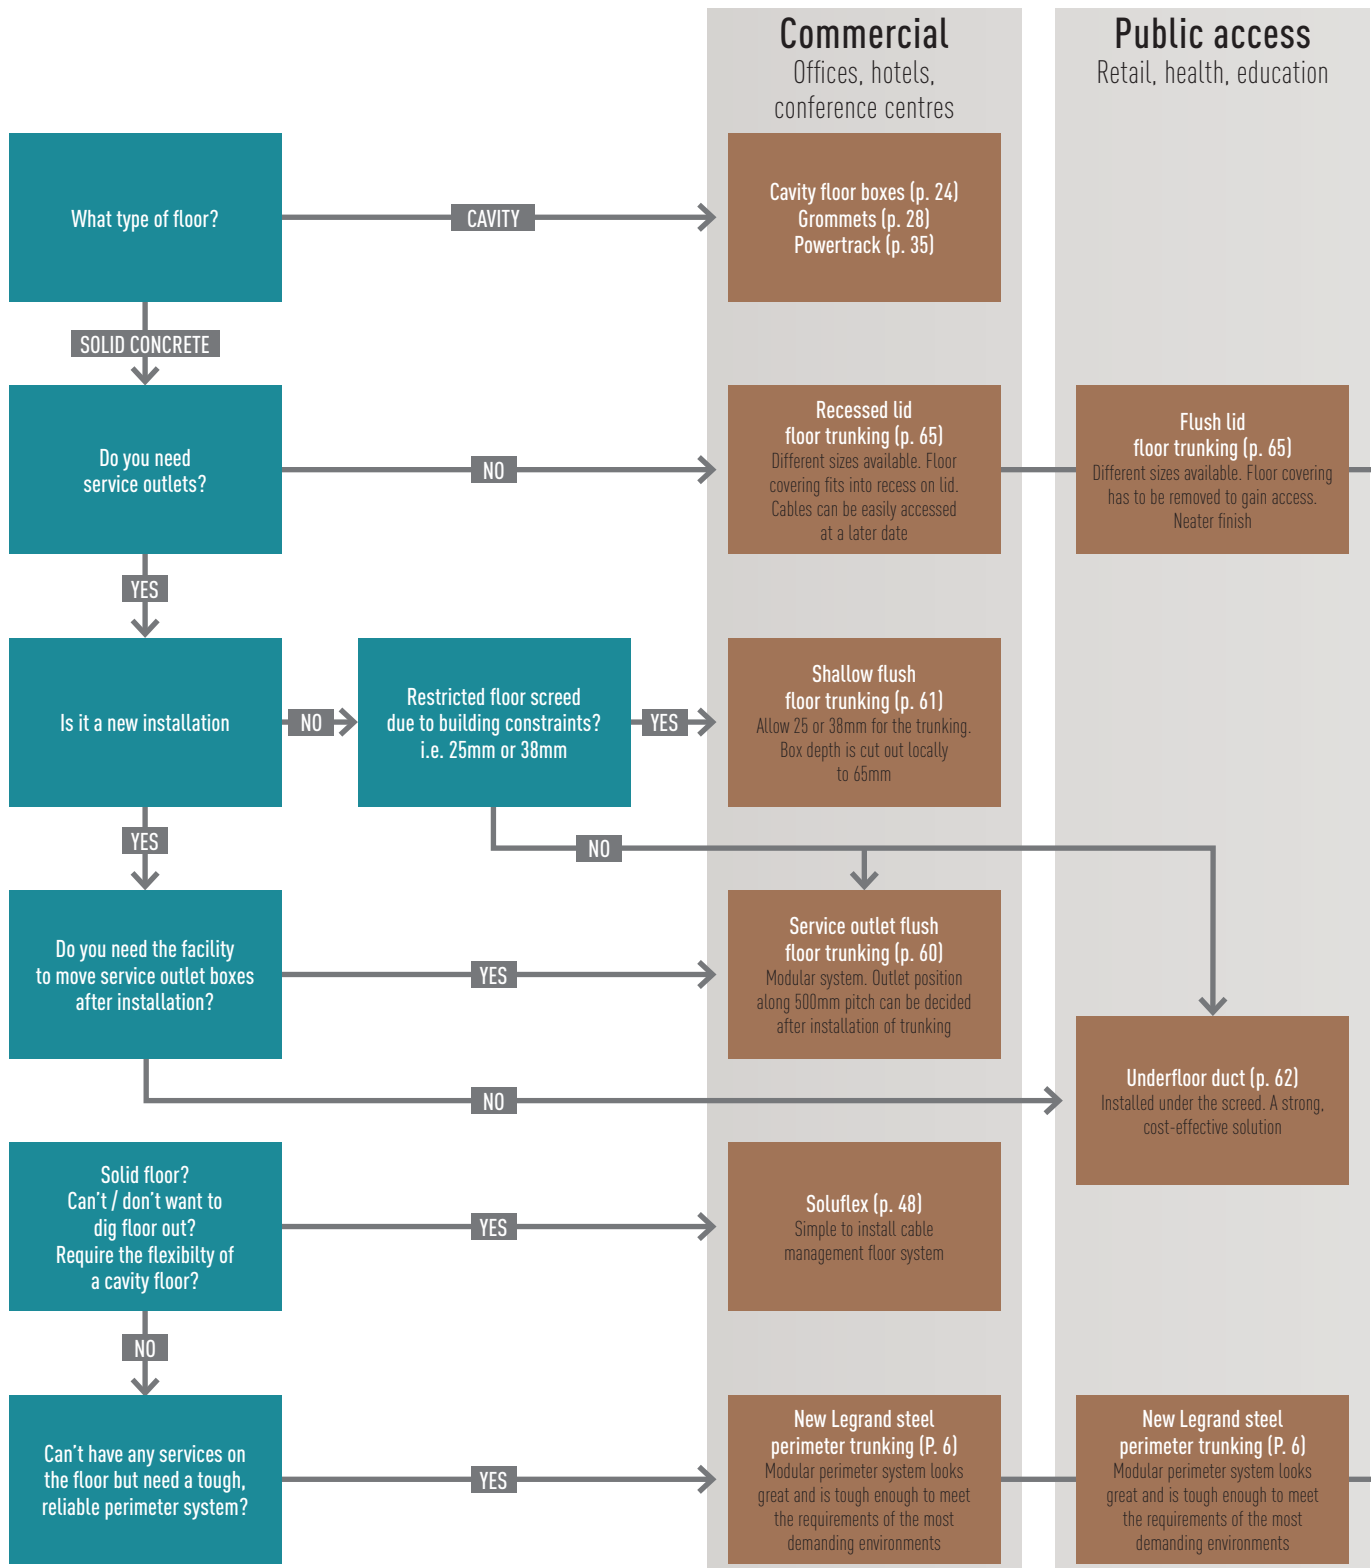 Commercial
Offices, hotels,
conference centres
Public access
Retail, health, education
What type of floor?
CAVITY
Cavity floor boxes (p. 24)
Grommets (p. 28)
Powertrack (p. 35)
SOLID CONCRETE
Do you need
service outlets?
NO
Recessed lid
floor trunking (p. 65)
Different sizes available. Floor
covering fits into recess on lid.
Cables can be easily accessed
at a later date
Flush lid
floor trunking (p. 65)
Different sizes available. Floor covering
has to be removed to gain access.
Neater finish
YES
Is it a new installation
NO
Restricted floor screed
due to building constraints?
i.e. 25mm or 38mm
YES
Shallow flush
floor trunking (p. 61)
Allow 25 or 38mm for the trunking.
Box depth is cut out locally
to 65mm
YES
NO
Do you need the facility
to move service outlet boxes
after installation?
YES
Service outlet flush
floor trunking (p. 60)
Modular system. Outlet position
along 500mm pitch can be decided
after installation of trunking
NO
Underfloor duct (p. 62)
Installed under the screed. A strong,
cost-effective solution
Solid floor?
Can't / don't want to
dig floor out?
Require the flexibilty of
a cavity floor?
YES
Soluflex (p. 48)
Simple to install cable
management floor system
NO
Can't have any services on
the floor but need a tough,
reliable perimeter system?
YES
New Legrand steel
perimeter trunking (P. 6)
Modular perimeter system looks
great and is tough enough to meet
the requirements of the most
demanding environments
New Legrand steel
perimeter trunking (P. 6)
Modular perimeter system looks
great and is tough enough to meet
the requirements of the most
demanding environments